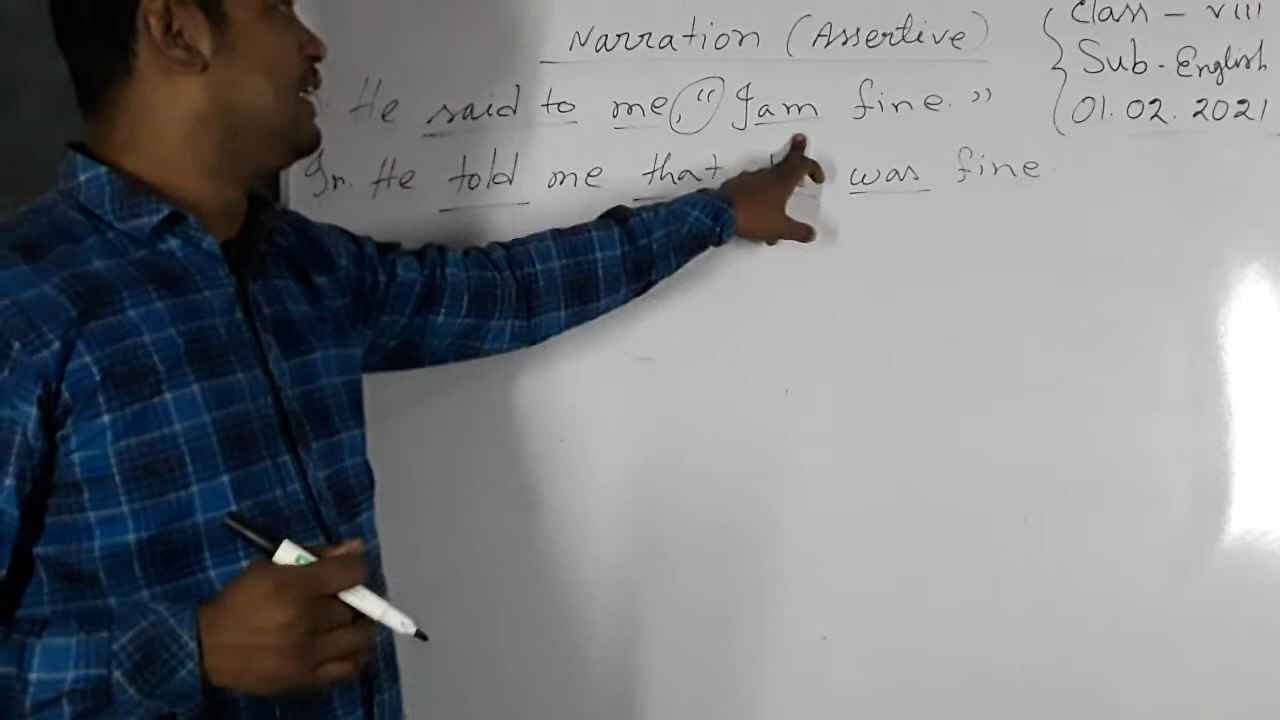 Narration (Assertive)
He said to me, " I am fine."
In. He told me that was fine.
Class - VIII
Sub - English
01.02.2021